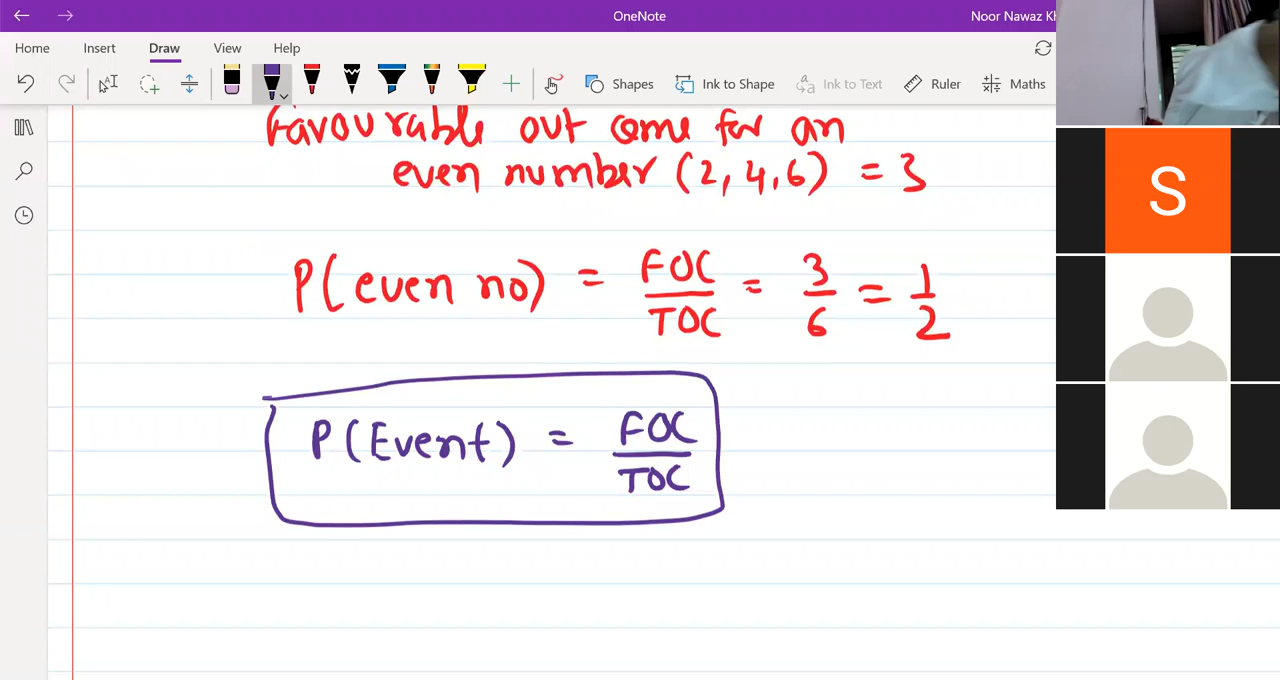 OneNote
Noor Nawaz Kh
Home Insert Draw View Help
Shapes Ink to Shape Ink to Text Ruler Maths
Favourable out come for an
even number (2, 4, 6) = 3
P(even no) = FOC/TOC = 3/6 = 1/2
P(Event) = FOC/TOC
S